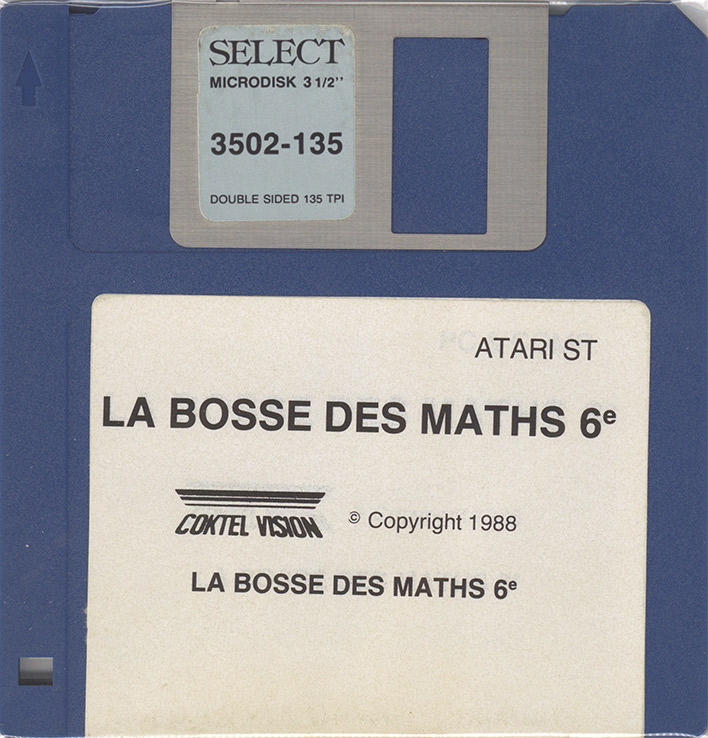 SELECT
MICRODISK 3 1/2''
3502-135
DOUBLE SIDED 135 TPI
ATARI ST
LA BOSSE DES MATHS 6e
COKTEL VISION
© Copyright 1988
LA BOSSE DES MATHS 6e